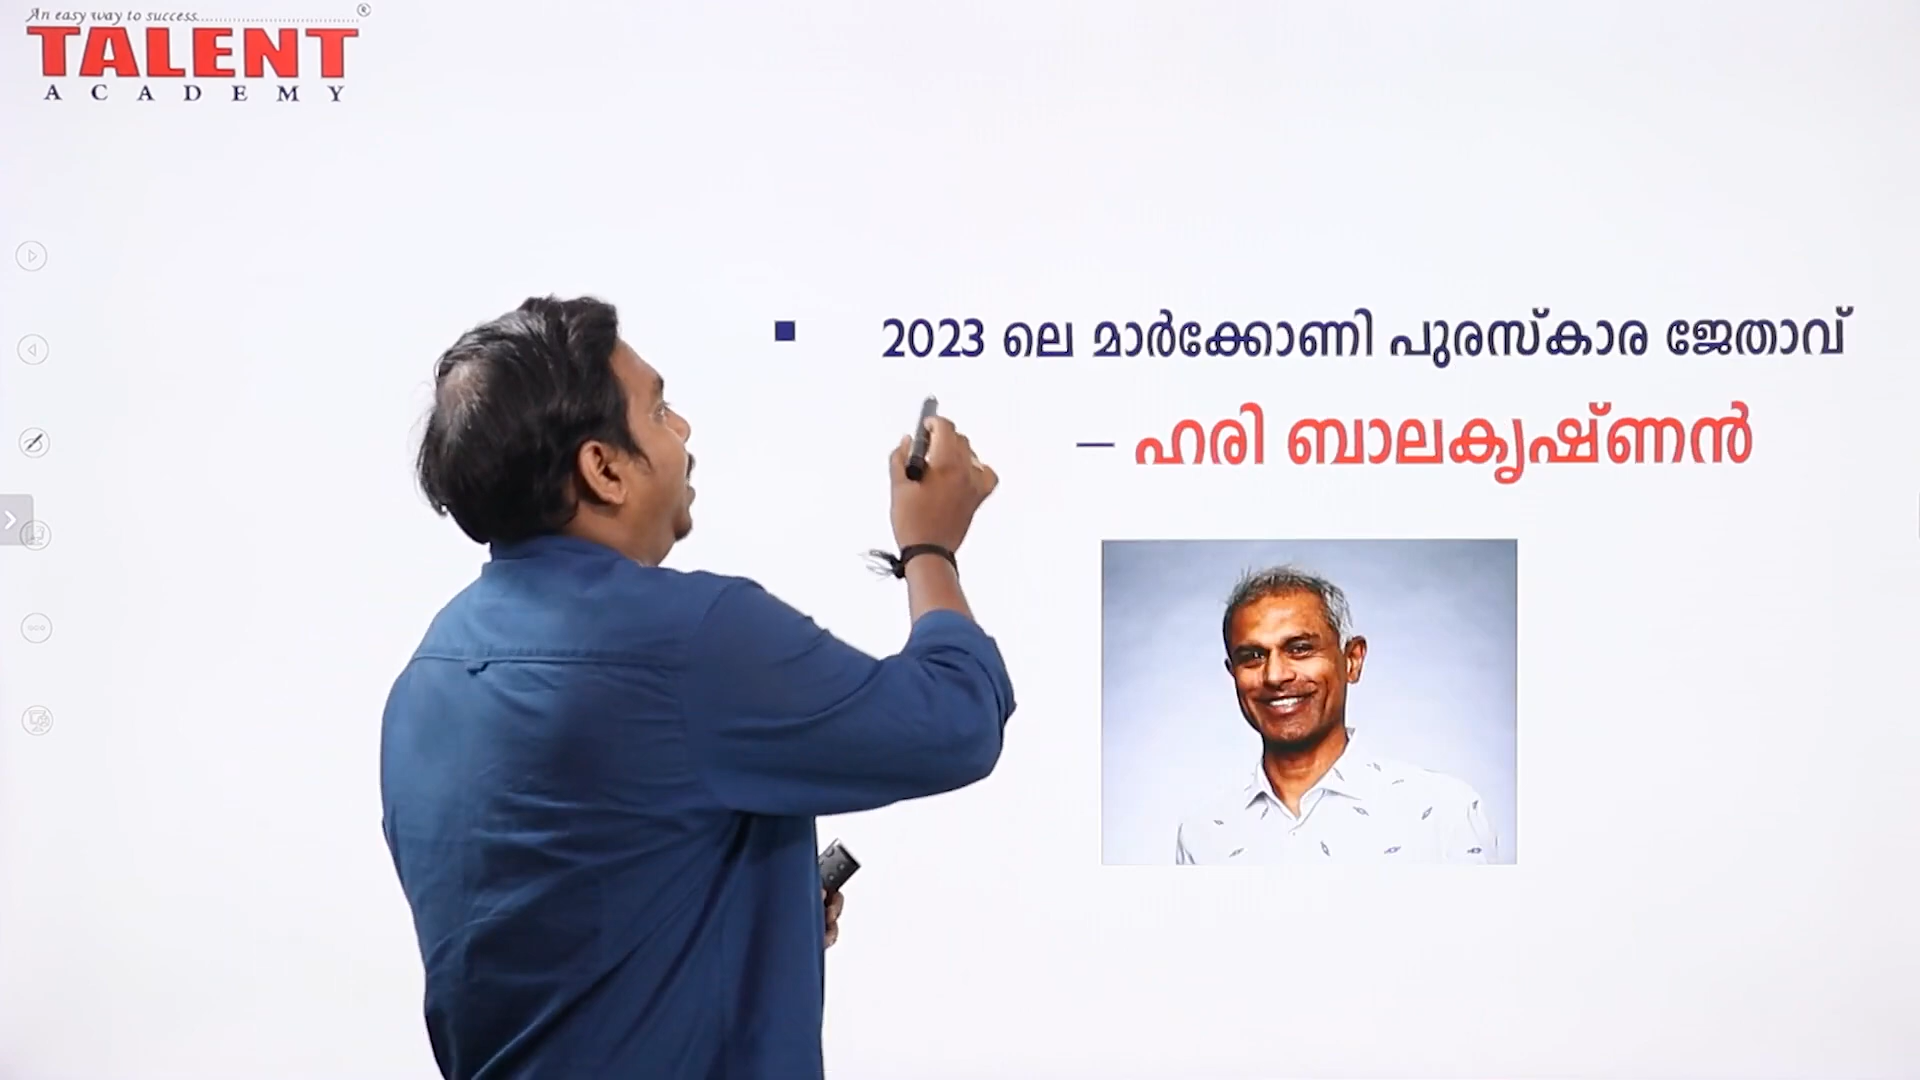 An easy way to success
TALENT
ACADEMY
2023 ലെ മാർക്കോണി പുരസ്കാര ജേതാവ്
– ഹരി ബാലകൃഷ്ണൻ